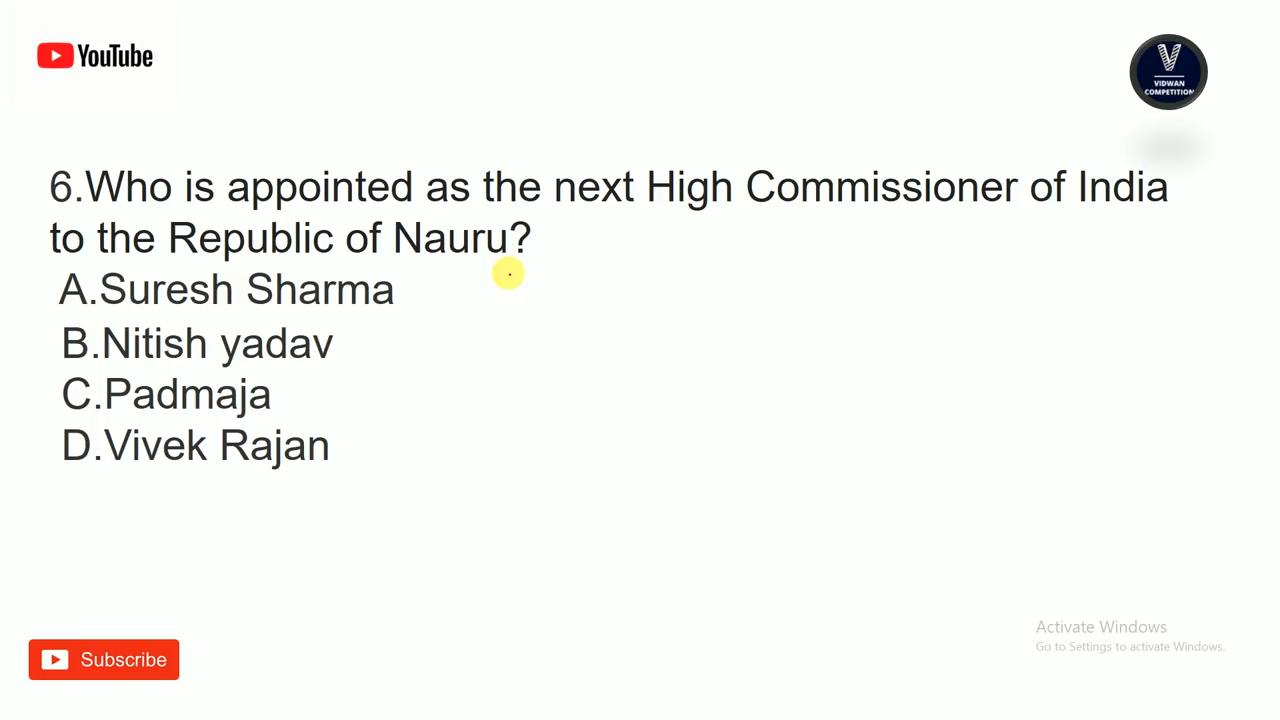 YouTube
VIDWAN
COMPETITION
6.Who is appointed as the next High Commissioner of India
to the Republic of Nauru?
A.Suresh Sharma
B.Nitish yadav
C.Padmaja
D.Vivek Rajan
Activate Windows
Go to Settings to activate Windows.
Subscribe